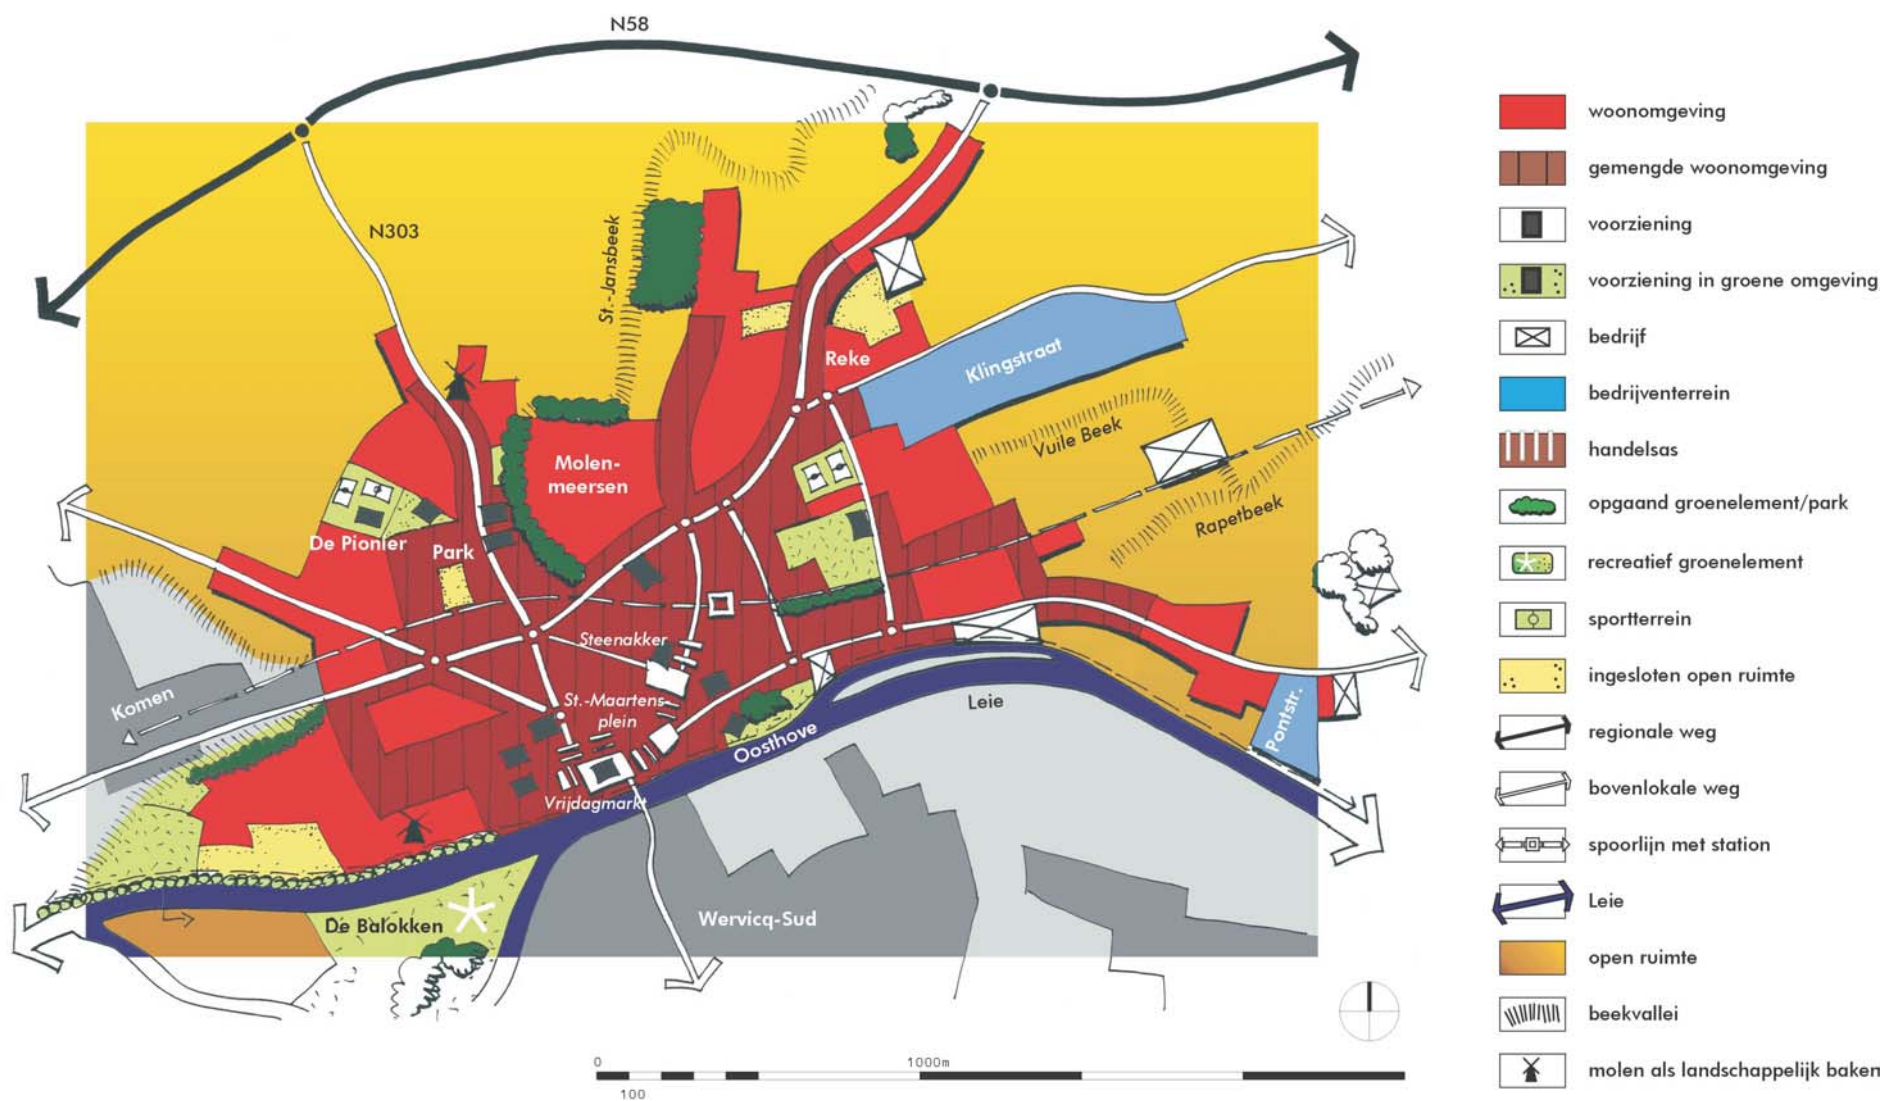 N58
N303
St.-Jansbeek
Reke
Klingstraat
Vuile Beek
Rapetbeek
Molen-
meersen
De Pionier
Park
Steenakker
St.-Maartens-
plein
Komen
Leie
Oosthove
Pontstr.
Vrijdagmarkt
De Balokken
Wervicq-Sud
0
1000m
100
woonomgeving
gemengde woonomgeving
voorziening
voorziening in groene omgeving
bedrijf
bedrijventerrein
handelsas
opgaand groenelement/park
recreatief groenelement
sportterrein
ingesloten open ruimte
regionale weg
bovenlokale weg
spoorlijn met station
Leie
open ruimte
beekvallei
molen als landschappelijk baken